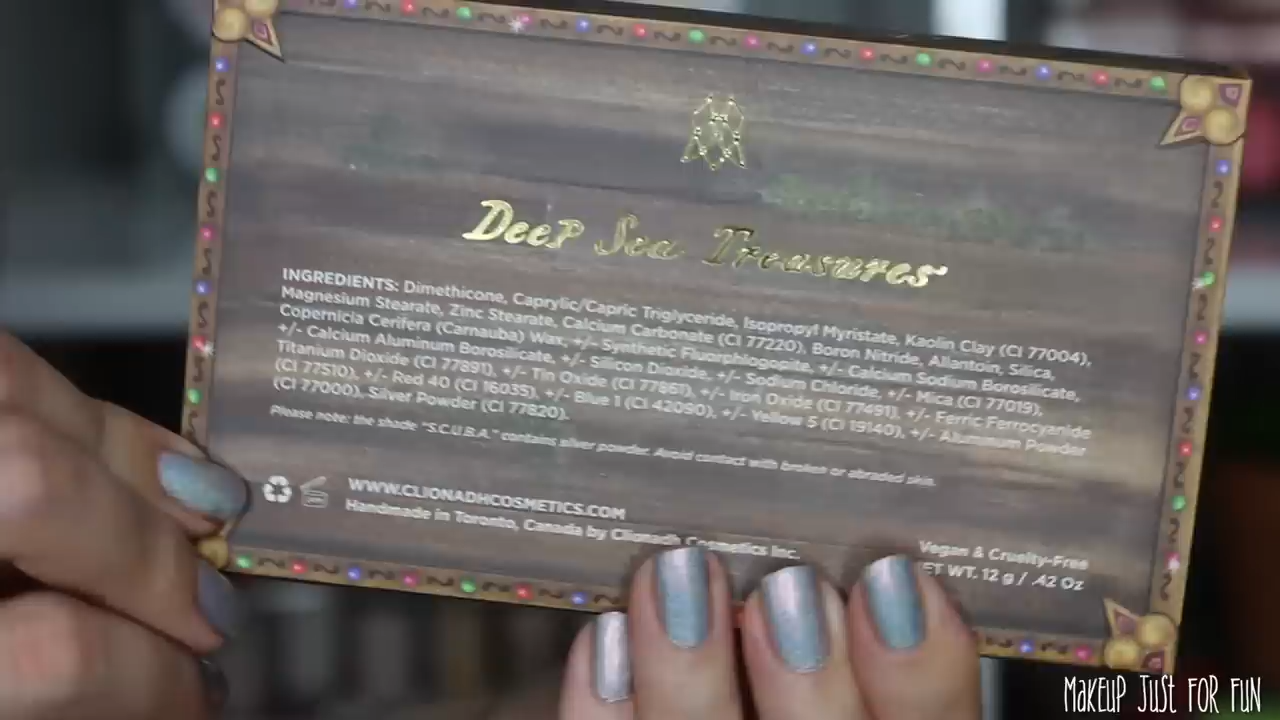 Deep Sea Treasures
INGREDIENTS: Dimethicone, Caprylic/Capric Triglyceride, Isopropyl Myristate, Kaolin Clay (CI 77004),
Magnesium Stearate, Zinc Stearate, Calcium Carbonate (CI 77220), Boron Nitride, Allantoin, Silica,
Copernicia Cerifera (Carnauba) Wax, +/- Synthetic Fluorphlogopite, +/- Calcium Sodium Borosilicate,
+/- Calcium Aluminum Borosilicate, +/- Silicon Dioxide, +/- Sodium Chloride, +/- Mica (CI 77019),
Titanium Dioxide (CI 77891), +/- Tin Oxide (CI 77861), +/- Iron Oxide (CI 77491), +/- Ferric Ferrocyanide
(CI 77510), +/- Red 40 (CI 16035), +/- Blue 1 (CI 42090), +/- Yellow 5 (CI 19140), +/- Aluminum Powder
(CI 77000), Silver Powder (CI 77820).
Please note: the shade "S.C.U.B.A." contains silver powder. Avoid contact with broken or abraded skin.
WWW.CLIONADHCOSMETICS.COM
Handmade in Toronto, Canada by Clionadh Cosmetics Inc.
Vegan & Cruelty-Free
ET WT. 12 g / .42 Oz
MAKEUP JUST FOR FUN